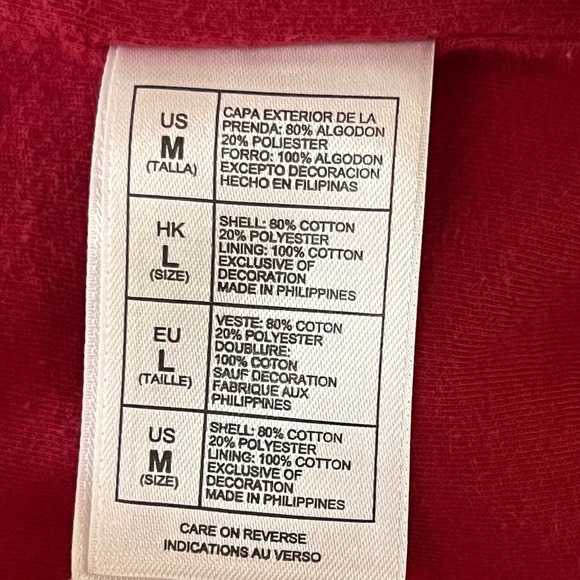 US
M
(TALLA)
CAPA EXTERIOR DE LA
PRENDA: 80% ALGODON
20% POLIESTER
FORRO: 100% ALGODON
EXCEPTO DECORACION
HECHO EN FILIPINAS
HK
L
(SIZE)
SHELL: 80% COTTON
20% POLYESTER
LINING: 100% COTTON
EXCLUSIVE OF
DECORATION
MADE IN PHILIPPINES
EU
L
(TAILLE)
VESTE: 80% COTON
20% POLYESTER
DOUBLURE:
100% COTON
SAUF DECORATION
FABRIQUE AUX
PHILIPPINES
US
M
(SIZE)
SHELL: 80% COTTON
20% POLYESTER
LINING: 100% COTTON
EXCLUSIVE OF
DECORATION
MADE IN PHILIPPINES
CARE ON REVERSE
INDICATIONS AU VERSO